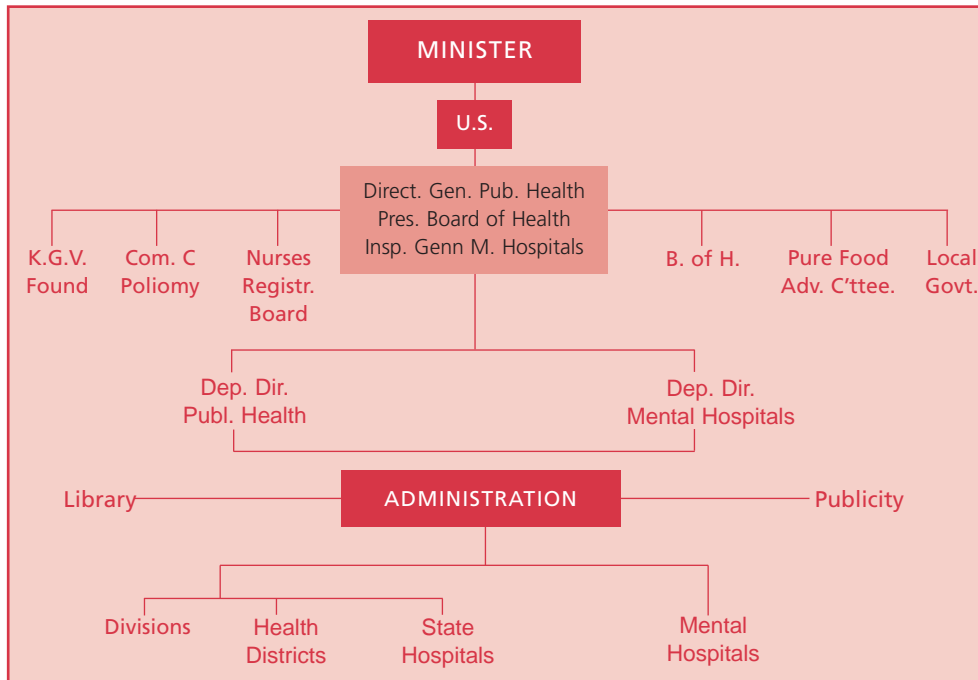 MINISTER
U.S.
Direct. Gen. Pub. Health
Pres. Board of Health
Insp. Genn M. Hospitals
K.G.V.
Found
Com. C
Poliomy
Nurses
Registr.
Board
B. of H.
Pure Food
Adv. C'ttee.
Local
Govt.
Dep. Dir.
Publ. Health
Dep. Dir.
Mental Hospitals
Library
ADMINISTRATION
Publicity
Divisions
Health
Districts
State
Hospitals
Mental
Hospitals